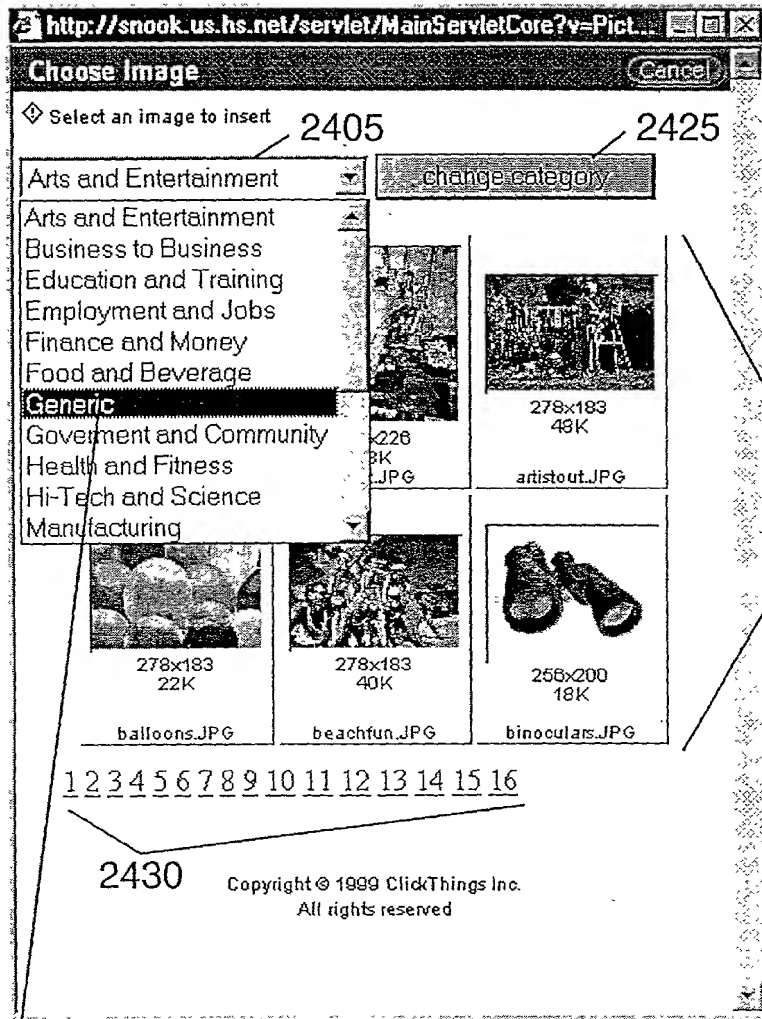 http://snook.us.hs.net/servlet/MainServletCore?v=Pict...
Choose Image
Cancel
Select an image to insert
2405
2425
Arts and Entertainment
change category
Arts and Entertainment
Business to Business
Education and Training
Employment and Jobs
Finance and Money
Food and Beverage
Generic
Goverment and Community
Health and Fitness
Hi-Tech and Science
Manufacturing
x226
.JPG
278x183
48K
artistout.JPG
278x183
22K
balloons.JPG
278x183
40K
beachfun.JPG
256x200
18K
binoculars.JPG
1 2 3 4 5 6 7 8 9 10 11 12 13 14 15 16
2430
Copyright © 1999 ClickThings Inc.
All rights reserved